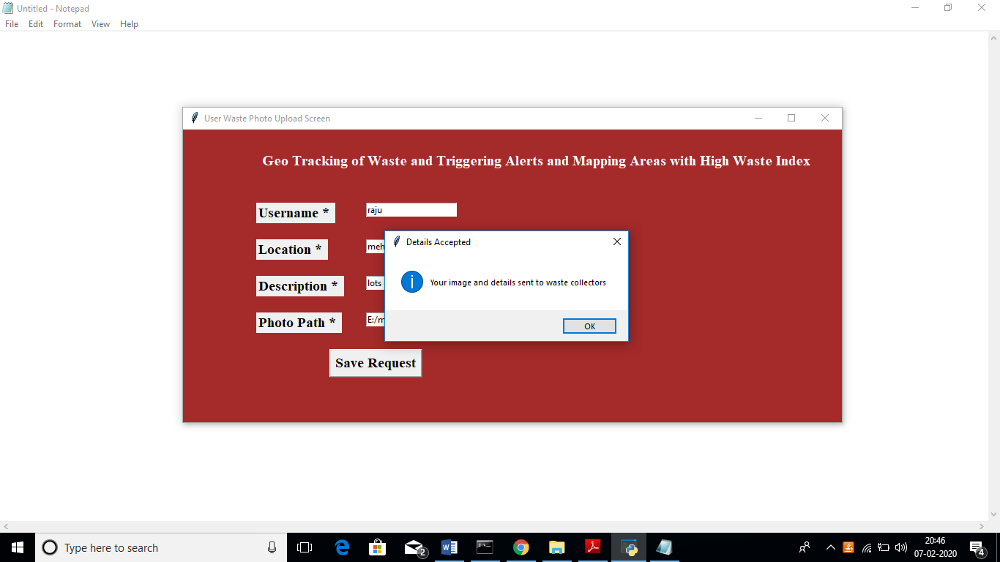 Untitled - Notepad
File Edit Format View Help
User Waste Photo Upload Screen
Geo Tracking of Waste and Triggering Alerts and Mapping Areas with High Waste Index
Username * raju
Location * meh
Description * lots
Photo Path * E:/m
Details Accepted
Your image and details sent to waste collectors
OK
Save Request
Type here to search
2
20:46
07-02-2020
4